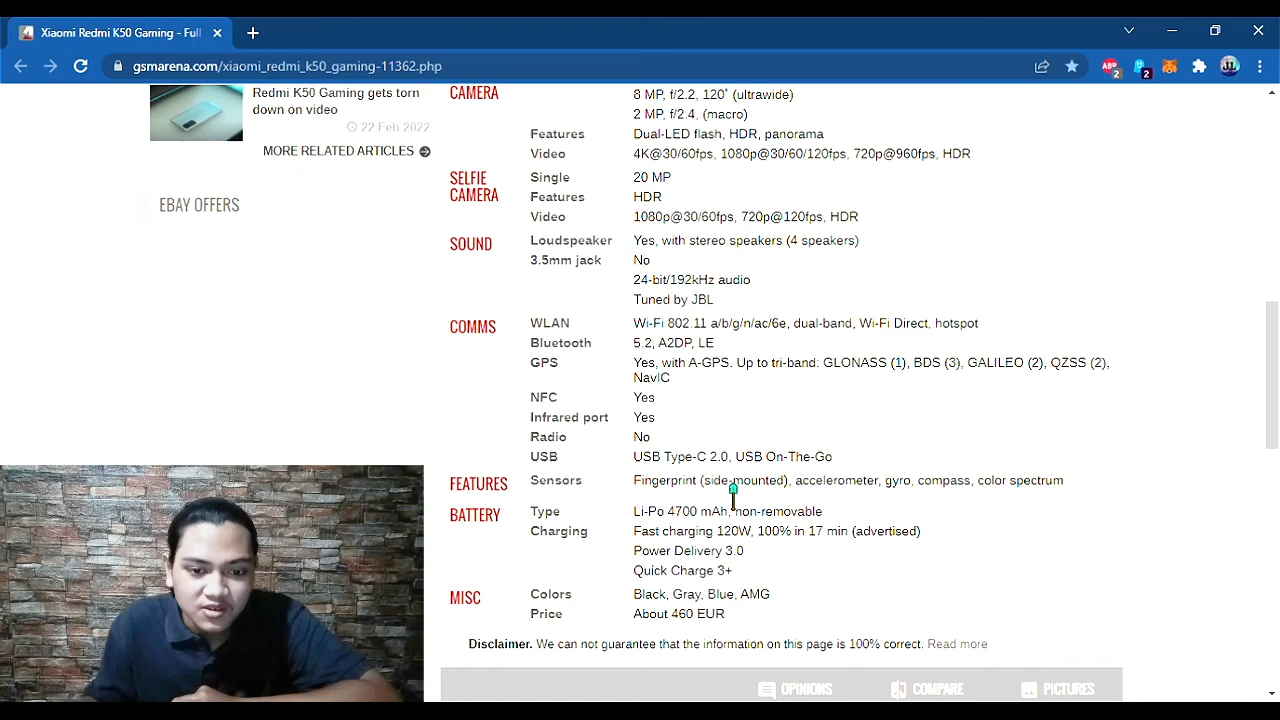 Xiaomi Redmi K50 Gaming - Full
gsmarena.com/xiaomi_redmi_k50_gaming-11362.php
ABP 2
2
Redmi K50 Gaming gets torn
down on video
22 Feb 2022
MORE RELATED ARTICLES
EBAY OFFERS
CAMERA
8 MP, f/2.2, 120˚ (ultrawide)
2 MP, f/2.4, (macro)
Features Dual-LED flash, HDR, panorama
Video 4K@30/60fps, 1080p@30/60/120fps, 720p@960fps, HDR
SELFIE
CAMERA
Single 20 MP
Features HDR
Video 1080p@30/60fps, 720p@120fps, HDR
SOUND
Loudspeaker Yes, with stereo speakers (4 speakers)
3.5mm jack No
24-bit/192kHz audio
Tuned by JBL
COMMS
WLAN Wi-Fi 802.11 a/b/g/n/ac/6e, dual-band, Wi-Fi Direct, hotspot
Bluetooth 5.2, A2DP, LE
GPS Yes, with A-GPS. Up to tri-band: GLONASS (1), BDS (3), GALILEO (2), QZSS (2),
NavIC
NFC Yes
Infrared port Yes
Radio No
USB USB Type-C 2.0, USB On-The-Go
FEATURES Sensors Fingerprint (side-mounted), accelerometer, gyro, compass, color spectrum
BATTERY Type Li-Po 4700 mAh, non-removable
Charging Fast charging 120W, 100% in 17 min (advertised)
Power Delivery 3.0
Quick Charge 3+
MISC Colors Black, Gray, Blue, AMG
Price About 460 EUR
Disclaimer. We can not guarantee that the information on this page is 100% correct. Read more
OPINIONS COMPARE PICTURES